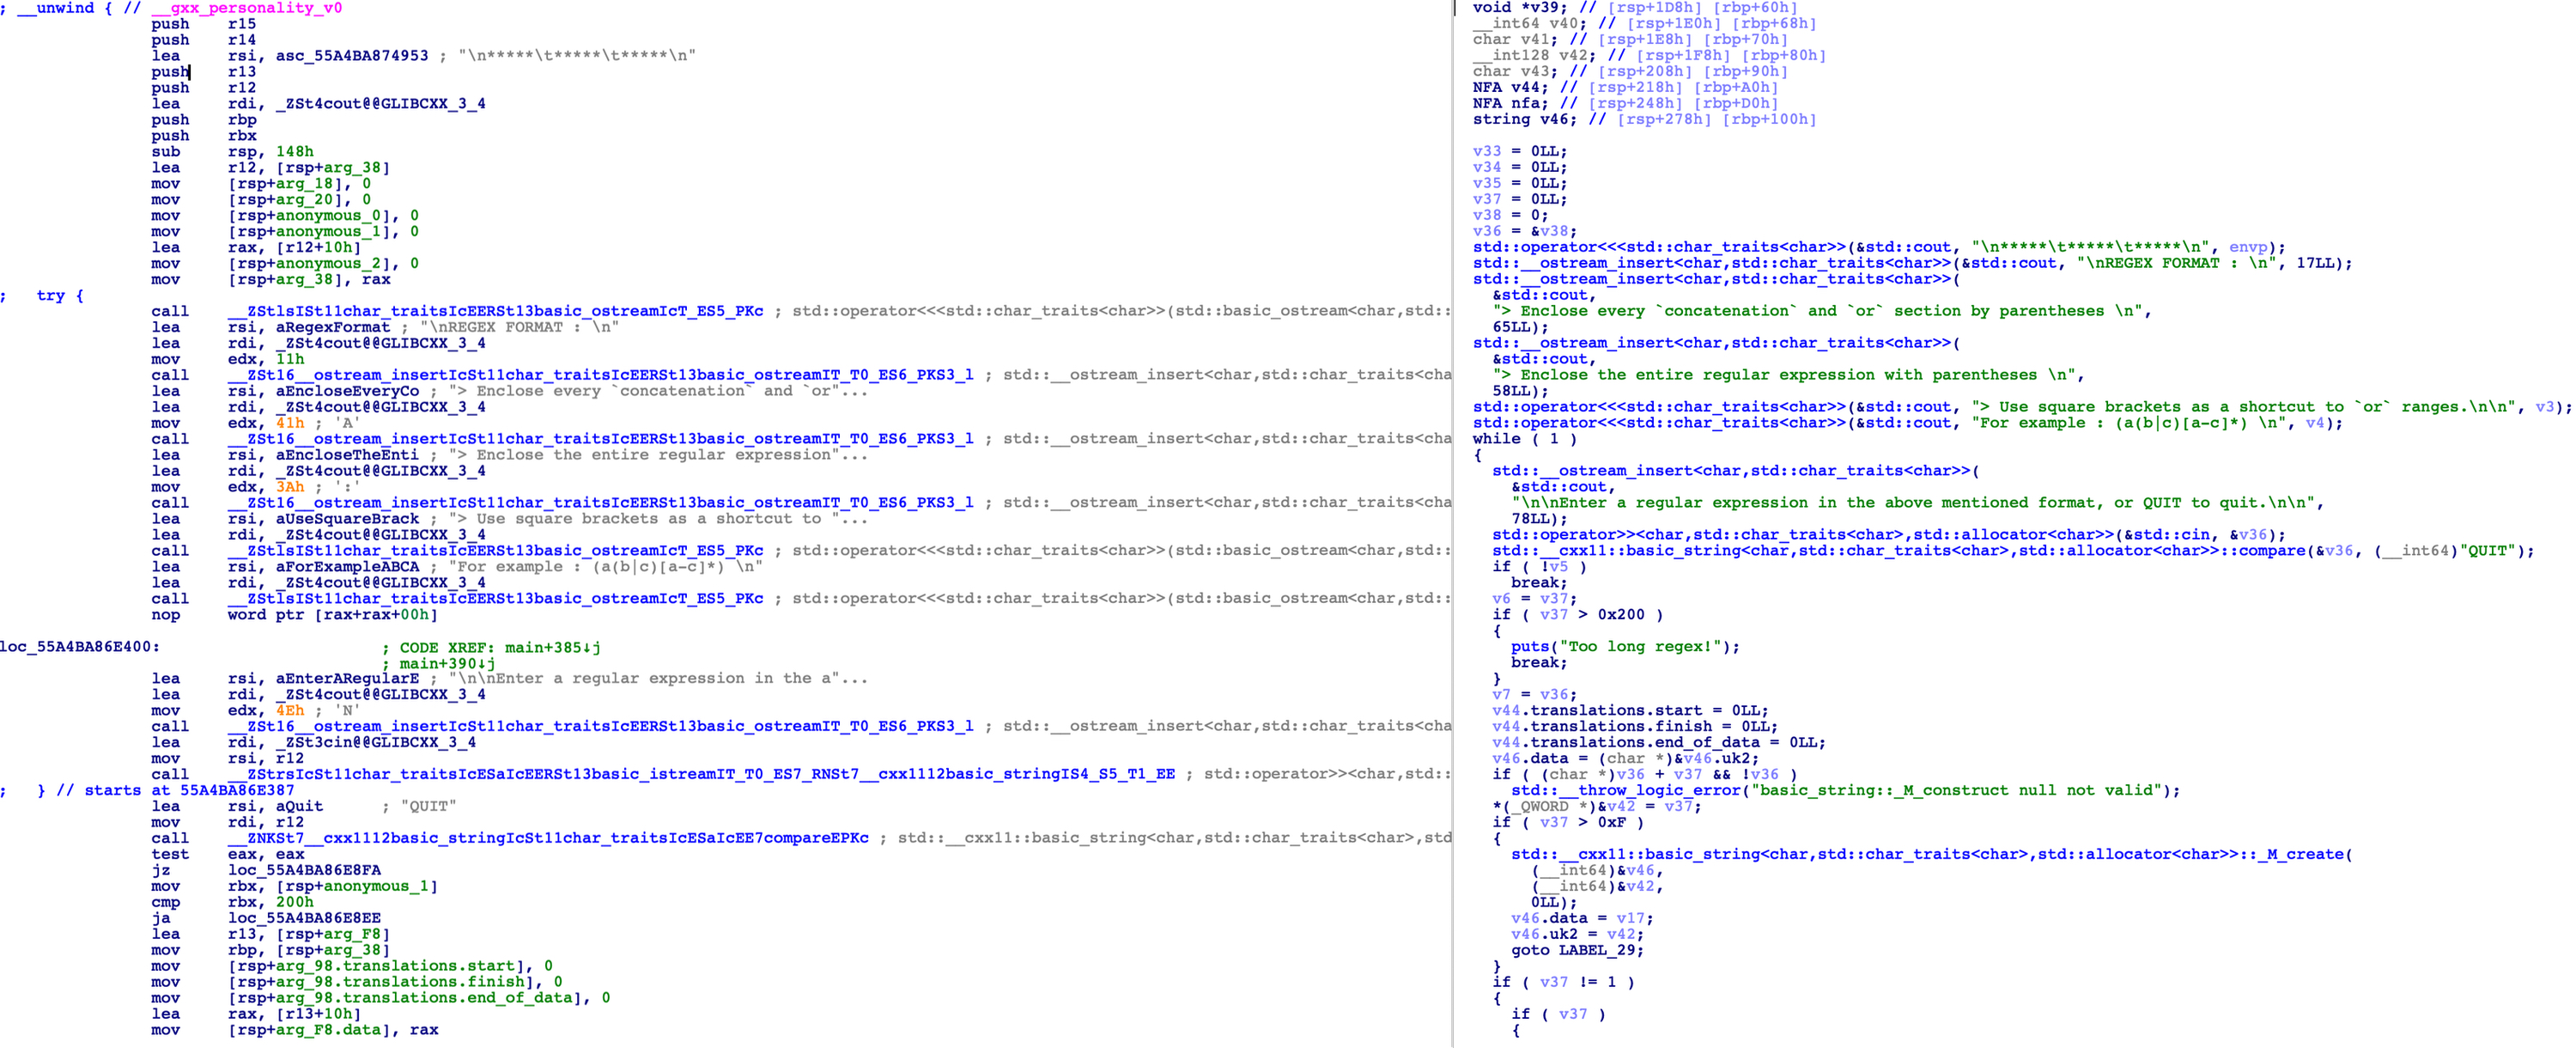 ; __unwind { // __gxx_personality_v0
push r15
push r14
lea rsi, asc_55A4BA874953 ; "\n*****\t*****\t*****\n"
push r13
push r12
lea rdi, _ZSt4cout@@GLIBCXX_3_4
push rbp
push rbx
sub rsp, 148h
lea r12, [rsp+arg_38]
mov [rsp+arg_18], 0
mov [rsp+arg_20], 0
mov [rsp+anonymous_0], 0
mov [rsp+anonymous_1], 0
lea rax, [r12+10h]
mov [rsp+anonymous_2], 0
mov [rsp+arg_38], rax
; try {
call __ZStlsISt11char_traitsIcEERSt13basic_ostreamIcT_ES5_PKc ; std::operator<<<std::char_traits<char>>(std::basic_ostream<char,std::
lea rsi, aRegexFormat ; "\nREGEX FORMAT : \n"
lea rdi, _ZSt4cout@@GLIBCXX_3_4
mov edx, 11h
call __ZSt16__ostream_insertIcSt11char_traitsIcEERSt13basic_ostreamIT_T0_ES6_PKS3_l ; std::__ostream_insert<char,std::char_traits<cha
lea rsi, aEncloseEveryCo ; "> Enclose every `concatenation` and `or"...
lea rdi, _ZSt4cout@@GLIBCXX_3_4
mov edx, 41h ; 'A'
call __ZSt16__ostream_insertIcSt11char_traitsIcEERSt13basic_ostreamIT_T0_ES6_PKS3_l ; std::__ostream_insert<char,std::char_traits<cha
lea rsi, aEncloseTheEnti ; "> Enclose the entire regular expression"...
lea rdi, _ZSt4cout@@GLIBCXX_3_4
mov edx, 3Ah ; ':'
call __ZSt16__ostream_insertIcSt11char_traitsIcEERSt13basic_ostreamIT_T0_ES6_PKS3_l ; std::__ostream_insert<char,std::char_traits<cha
lea rsi, aUseSquareBrack ; "> Use square brackets as a shortcut to "...
lea rdi, _ZSt4cout@@GLIBCXX_3_4
call __ZStlsISt11char_traitsIcEERSt13basic_ostreamIcT_ES5_PKc ; std::operator<<<std::char_traits<char>>(std::basic_ostream<char,std::
lea rsi, aForExampleABCA ; "For example : (a(b|c)[a-c]*) \n"
lea rdi, _ZSt4cout@@GLIBCXX_3_4
call __ZStlsISt11char_traitsIcEERSt13basic_ostreamIcT_ES5_PKc ; std::operator<<<std::char_traits<char>>(std::basic_ostream<char,std::
nop word ptr [rax+rax+00h]
loc_55A4BA86E400: ; CODE XREF: main+385↓j
; main+390↓j
lea rsi, aEnterARegularE ; "\n\nEnter a regular expression in the a"...
lea rdi, _ZSt4cout@@GLIBCXX_3_4
mov edx, 4Eh ; 'N'
call __ZSt16__ostream_insertIcSt11char_traitsIcEERSt13basic_ostreamIT_T0_ES6_PKS3_l ; std::__ostream_insert<char,std::char_traits<cha
lea rdi, _ZSt3cin@@GLIBCXX_3_4
mov rsi, r12
call __ZStrsIcSt11char_traitsIcESaIcEERSt13basic_istreamIT_T0_ES7_RNSt7__cxx1112basic_stringIS4_S5_T1_EE ; std::operator>><char,std::
; } // starts at 55A4BA86E387
lea rsi, aQuit ; "QUIT"
mov rdi, r12
call __ZNKSt7__cxx1112basic_stringIcSt11char_traitsIcESaIcEE7compareEPKc ; std::__cxx11::basic_string<char,std::char_traits<char>,std
test eax, eax
jz loc_55A4BA86E8FA
mov rbx, [rsp+anonymous_1]
cmp rbx, 200h
ja loc_55A4BA86E8EE
lea r13, [rsp+arg_F8]
mov rbp, [rsp+arg_38]
mov [rsp+arg_98.translations.start], 0
mov [rsp+arg_98.translations.finish], 0
mov [rsp+arg_98.translations.end_of_data], 0
lea rax, [r13+10h]
mov [rsp+arg_F8.data], rax
void *v39; // [rsp+1D8h] [rbp+60h]
__int64 v40; // [rsp+1E0h] [rbp+68h]
char v41; // [rsp+1E8h] [rbp+70h]
__int128 v42; // [rsp+1F8h] [rbp+80h]
char v43; // [rsp+208h] [rbp+90h]
NFA v44; // [rsp+218h] [rbp+A0h]
NFA nfa; // [rsp+248h] [rbp+D0h]
string v46; // [rsp+278h] [rbp+100h]
v33 = 0LL;
v34 = 0LL;
v35 = 0LL;
v37 = 0LL;
v38 = 0;
v36 = &v38;
std::operator<<<std::char_traits<char>>(&std::cout, "\n*****\t*****\t*****\n", envp);
std::__ostream_insert<char,std::char_traits<char>>(&std::cout, "\nREGEX FORMAT : \n", 17LL);
std::__ostream_insert<char,std::char_traits<char>>(
&std::cout,
"> Enclose every `concatenation` and `or` section by parentheses \n",
65LL);
std::__ostream_insert<char,std::char_traits<char>>(
&std::cout,
"> Enclose the entire regular expression with parentheses \n",
58LL);
std::operator<<<std::char_traits<char>>(&std::cout, "> Use square brackets as a shortcut to `or` ranges.\n\n", v3);
std::operator<<<std::char_traits<char>>(&std::cout, "For example : (a(b|c)[a-c]*) \n", v4);
while ( 1 )
{
std::__ostream_insert<char,std::char_traits<char>>(
&std::cout,
"\n\nEnter a regular expression in the above mentioned format, or QUIT to quit.\n\n",
78LL);
std::operator>><char,std::char_traits<char>,std::allocator<char>>(&std::cin, &v36);
std::__cxx11::basic_string<char,std::char_traits<char>,std::allocator<char>>::compare(&v36, (__int64)"QUIT");
if ( !v5 )
break;
v6 = v37;
if ( v37 > 0x200 )
{
puts("Too long regex!");
break;
}
v7 = v36;
v44.translations.start = 0LL;
v44.translations.finish = 0LL;
v44.translations.end_of_data = 0LL;
v46.data = (char *)&v46.uk2;
if ( (char *)v36 + v37 && !v36 )
std::__throw_logic_error("basic_string::_M_construct null not valid");
*(_QWORD *)&v42 = v37;
if ( v37 > 0xF )
{
std::__cxx11::basic_string<char,std::char_traits<char>,std::allocator<char>>::_M_create(
(__int64)&v46,
(__int64)&v42,
0LL);
v46.data = v17;
v46.uk2 = v42;
goto LABEL_29;
}
if ( v37 != 1 )
{
if ( v37 )
{